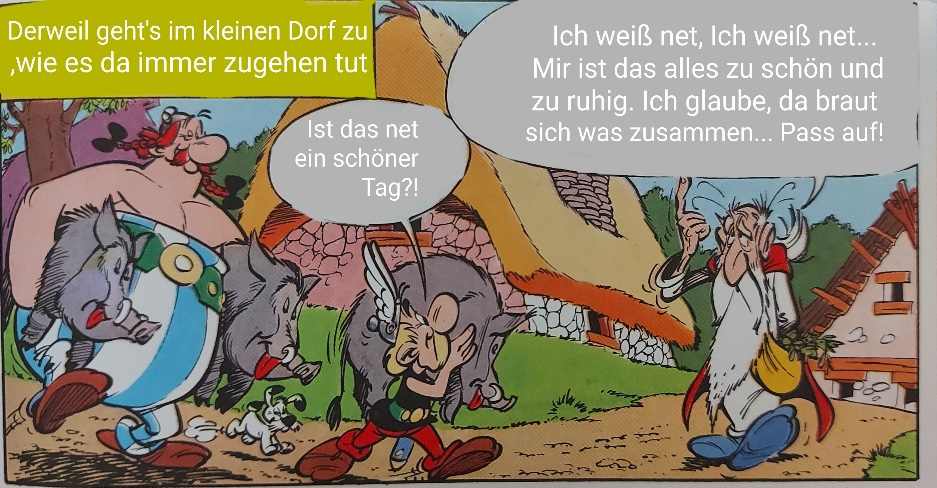 Derweil geht's im kleinen Dorf zu
,wie es da immer zugehen tut
Ist das net
ein schöner
Tag?!
Ich weiß net, Ich weiß net...
Mir ist das alles zu schön und
zu ruhig. Ich glaube, da braut
sich was zusammen... Pass auf!